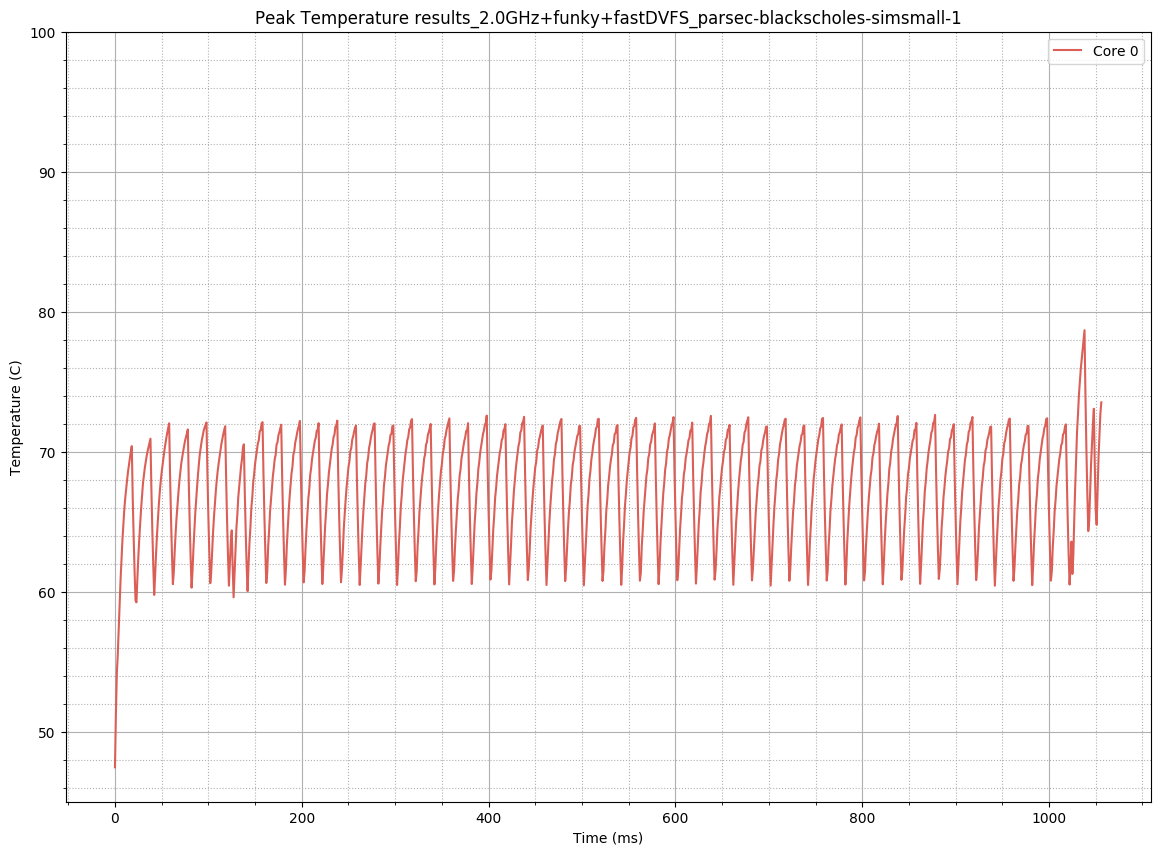 Peak Temperature results_2.0GHz+funky+fastDVFS_parsec-blackscholes-simsmall-1
Core 0
100
90
80
70
60
50
Temperature (C)
0 200 400 600 800 1000
Time (ms)